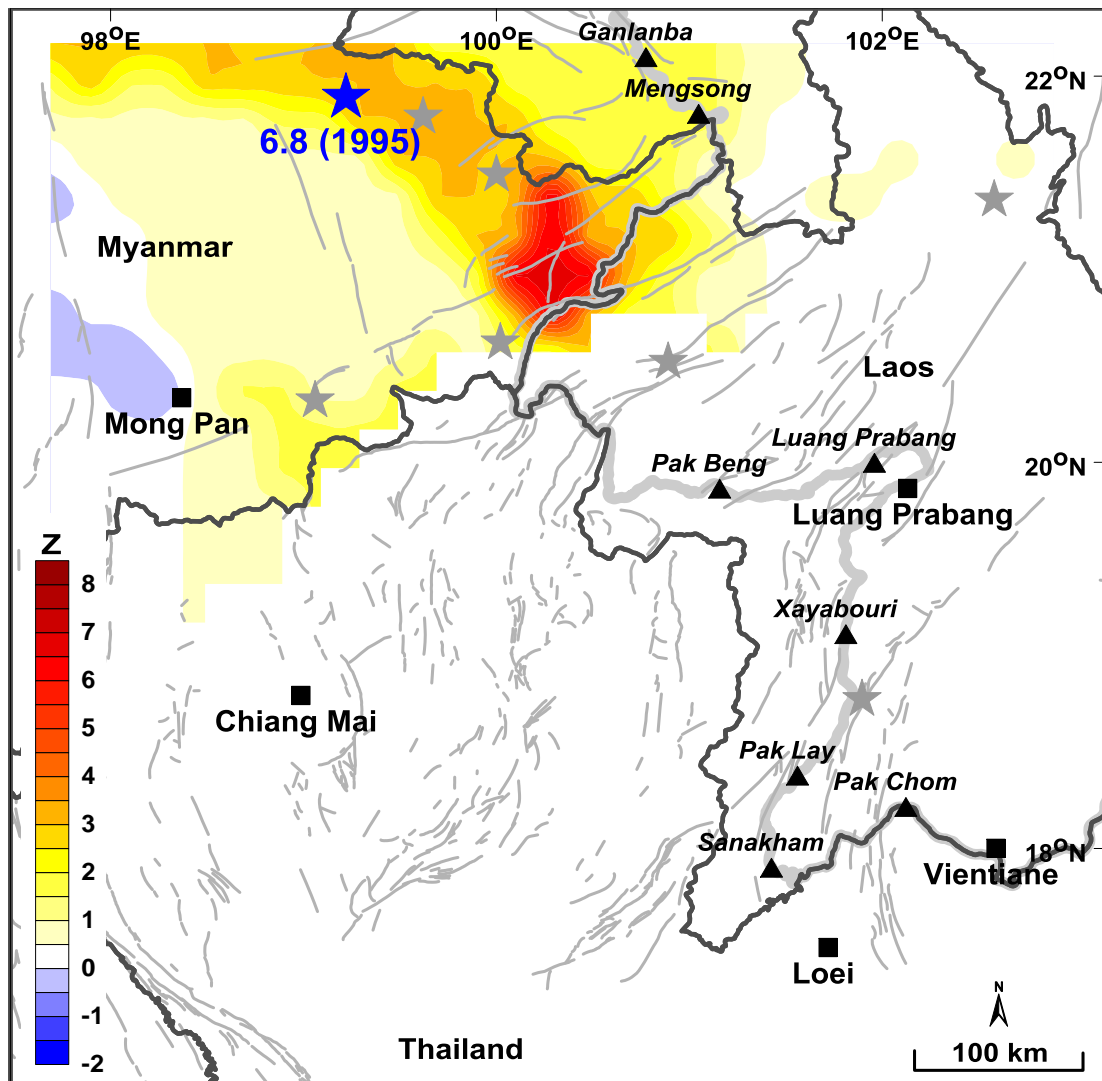 98°E
100°E
102°E
Ganlanba
22°N
Mengsong
6.8 (1995)
Myanmar
Laos
Mong Pan
Luang Prabang
Pak Beng
20°N
Luang Prabang
Z
8
7
6
5
4
3
2
1
0
-1
-2
Xayabouri
Chiang Mai
Pak Lay
Pak Chom
Sanakham
18°N
Vientiane
Loei
N
Thailand
100 km